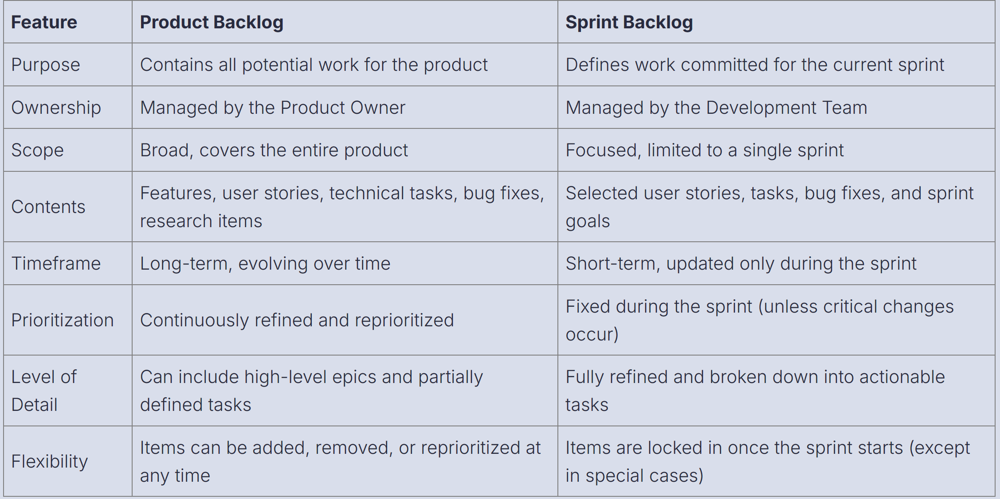 Feature
Product Backlog
Sprint Backlog
Purpose
Contains all potential work for the product
Defines work committed for the current sprint
Ownership
Managed by the Product Owner
Managed by the Development Team
Scope
Broad, covers the entire product
Focused, limited to a single sprint
Contents
Features, user stories, technical tasks, bug fixes,
research items
Selected user stories, tasks, bug fixes, and sprint
goals
Timeframe
Long-term, evolving over time
Short-term, updated only during the sprint
Prioritization
Continuously refined and reprioritized
Fixed during the sprint (unless critical changes
occur)
Level of
Detail
Can include high-level epics and partially
defined tasks
Fully refined and broken down into actionable
tasks
Flexibility
Items can be added, removed, or reprioritized at
any time
Items are locked in once the sprint starts (except
in special cases)